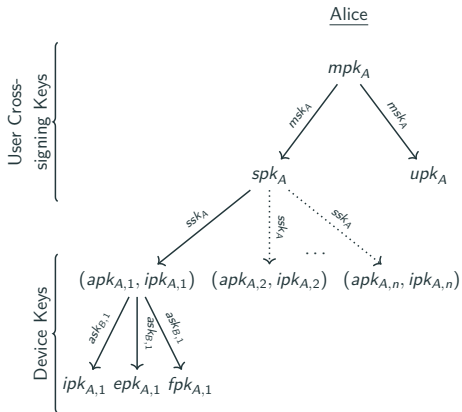 Alice
User Cross-
signing Keys
mpk_A
msk_A
msk_A
spk_A
upk_A
ssk_A
ssk_A
ssk_A
...
Device Keys
(apk_{A,1}, ipk_{A,1})
(apk_{A,2}, ipk_{A,2})
(apk_{A,n}, ipk_{A,n})
ask_{B,1}
ask_{B,1}
ask_{B,1}
ipk_{A,1}
epk_{A,1}
fpk_{A,1}